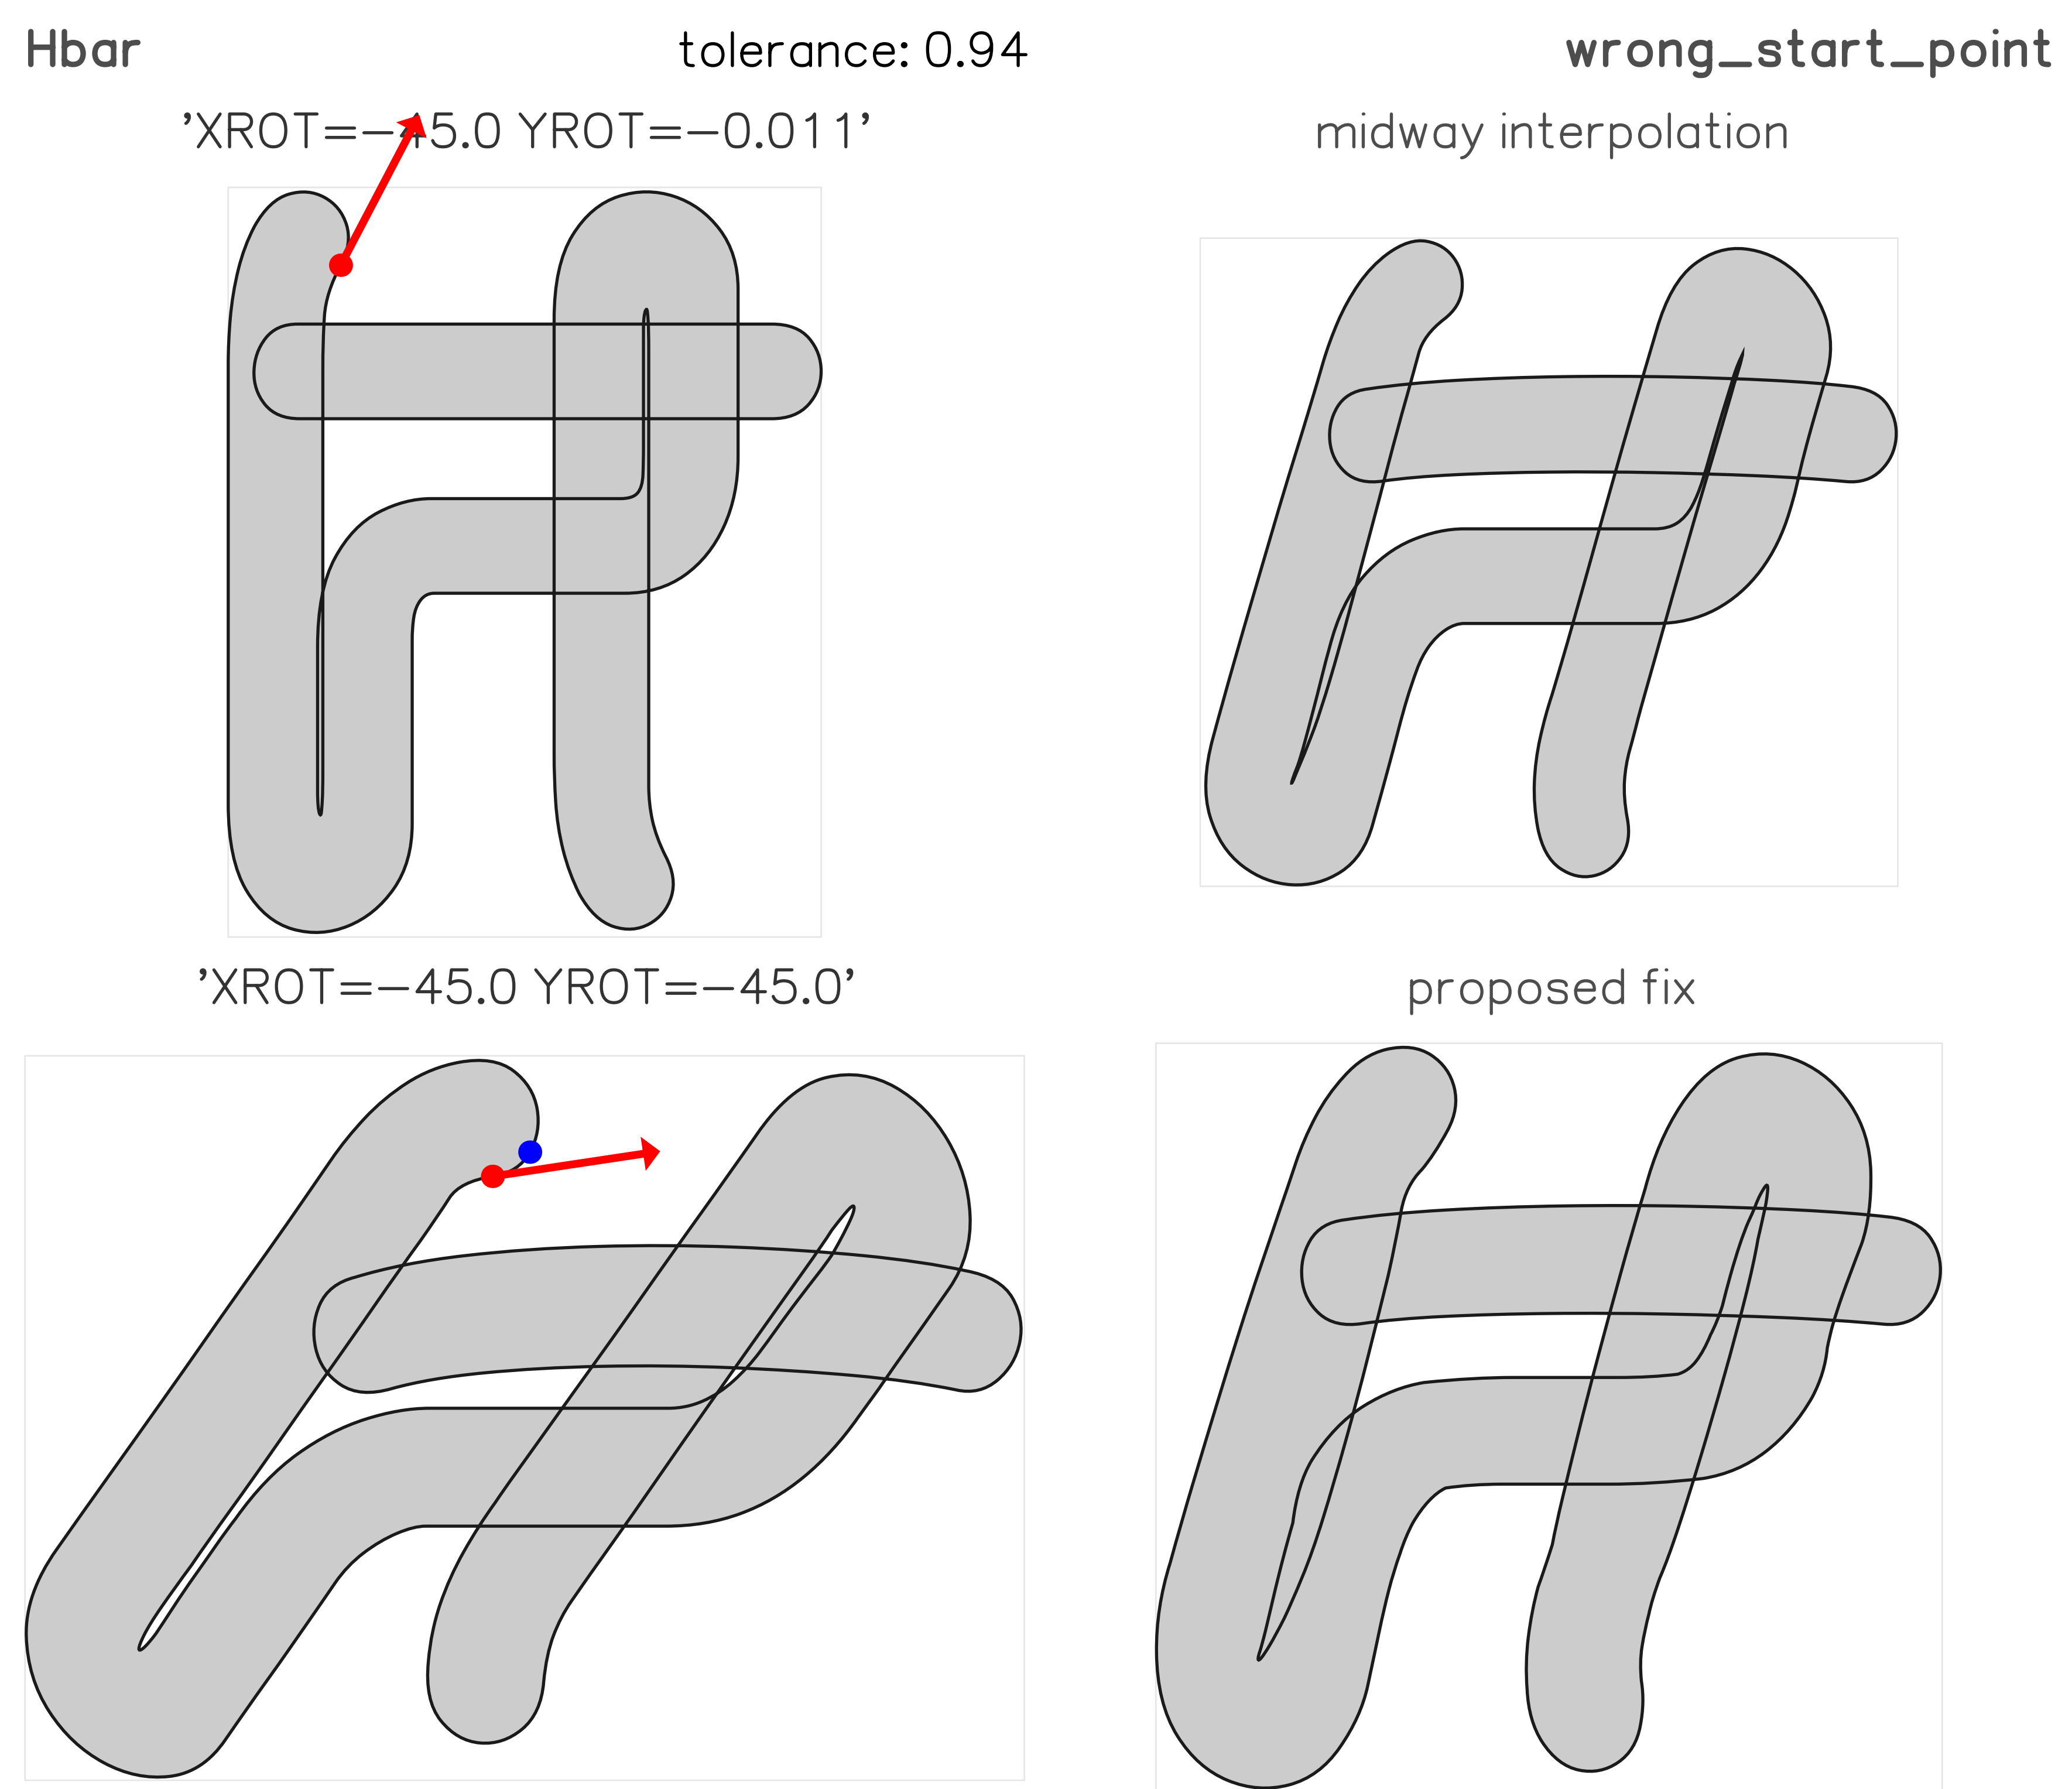 Hbar
tolerance: 0.94
wrong_start_point
'XROT=-45.0 YROT=-0.011'
midway interpolation
'XROT=-45.0 YROT=-45.0'
proposed fix